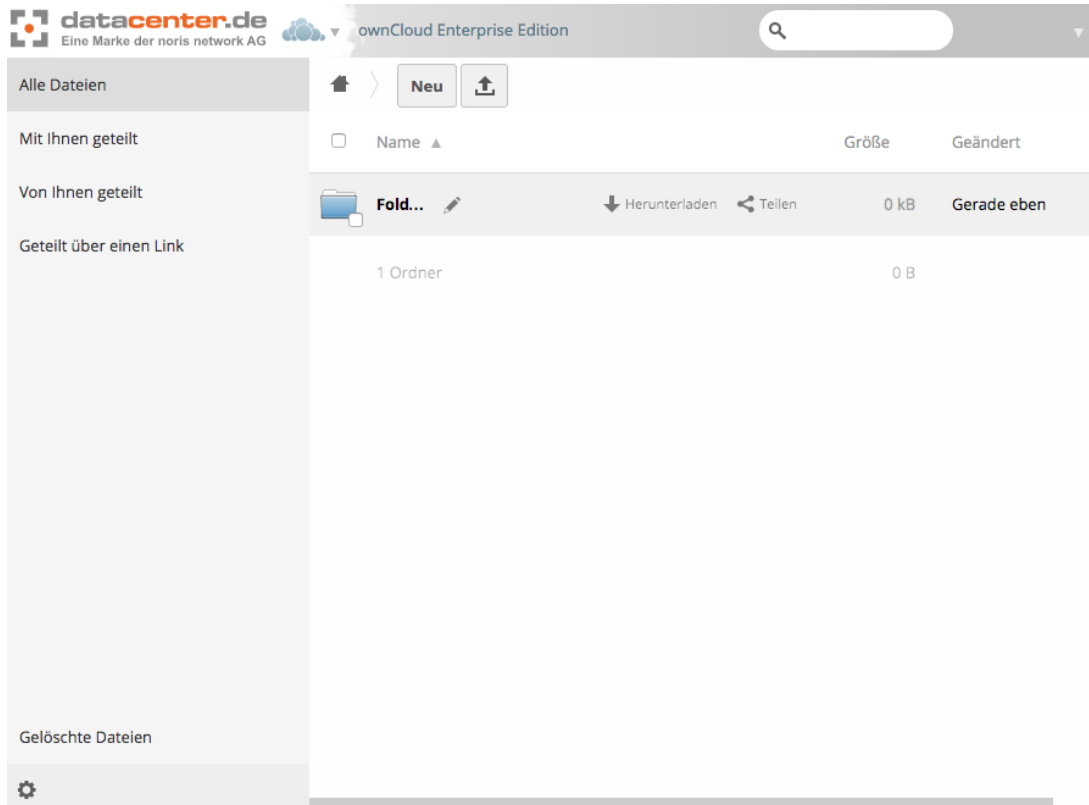 datacenter.de
Eine Marke der noris network AG
ownCloud Enterprise Edition
Alle Dateien
Mit Ihnen geteilt
Von Ihnen geteilt
Geteilt über einen Link
Gelöschte Dateien
Neu
Name Größe Geändert
Fold... Herunterladen Teilen 0 kB Gerade eben
1 Ordner 0 B